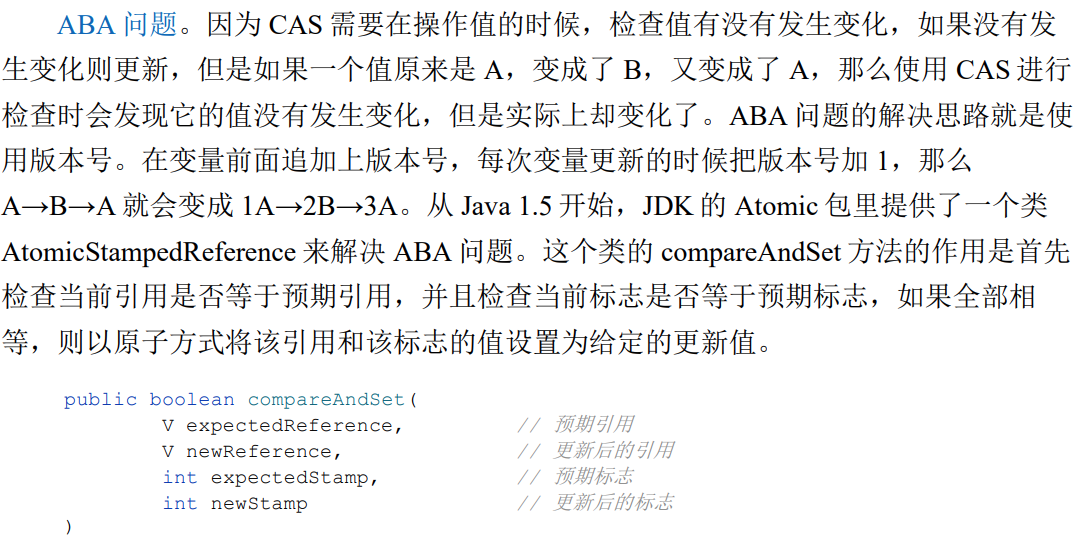 ABA 问题。因为 CAS 需要在操作值的时候，检查值有没有发生变化，如果没有发
生变化则更新，但是如果一个值原来是 A，变成了 B，又变成了 A，那么使用 CAS 进行
检查时会发现它的值没有发生变化，但是实际上却变化了。ABA 问题的解决思路就是使
用版本号。在变量前面追加上版本号，每次变量更新的时候把版本号加 1，那么
A→B→A 就会变成 1A→2B→3A。从 Java 1.5 开始，JDK 的 Atomic 包里提供了一个类
AtomicStampedReference 来解决 ABA 问题。这个类的 compareAndSet 方法的作用是首先
检查当前引用是否等于预期引用，并且检查当前标志是否等于预期标志，如果全部相
等，则以原子方式将该引用和该标志的值设置为给定的更新值。
public boolean compareAndSet(
V expectedReference, // 预期引用
V newReference, // 更新后的引用
int expectedStamp, // 预期标志
int newStamp // 更新后的标志
)